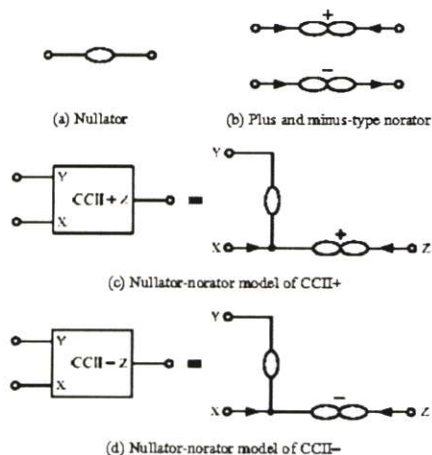 +
−
(a) Nullator
(b) Plus and minus-type norator
Y
CCII+ Z
X
=
Y
+
X
Z
(c) Nullator-norator model of CCII+
Y
CCII− Z
X
=
Y
−
X
Z
(d) Nullator-norator model of CCII−